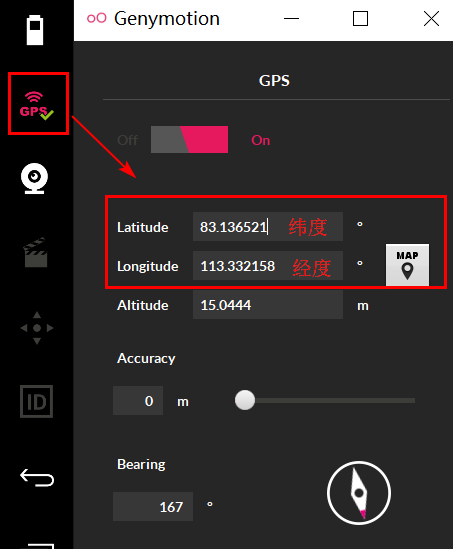 Genymotion
GPS
GPS
Off On
Latitude 83.136521 纬度 °
Longitude 113.332158 经度 °
MAP
Altitude 15.0444 m
Accuracy
0 m
ID
Bearing
167 °